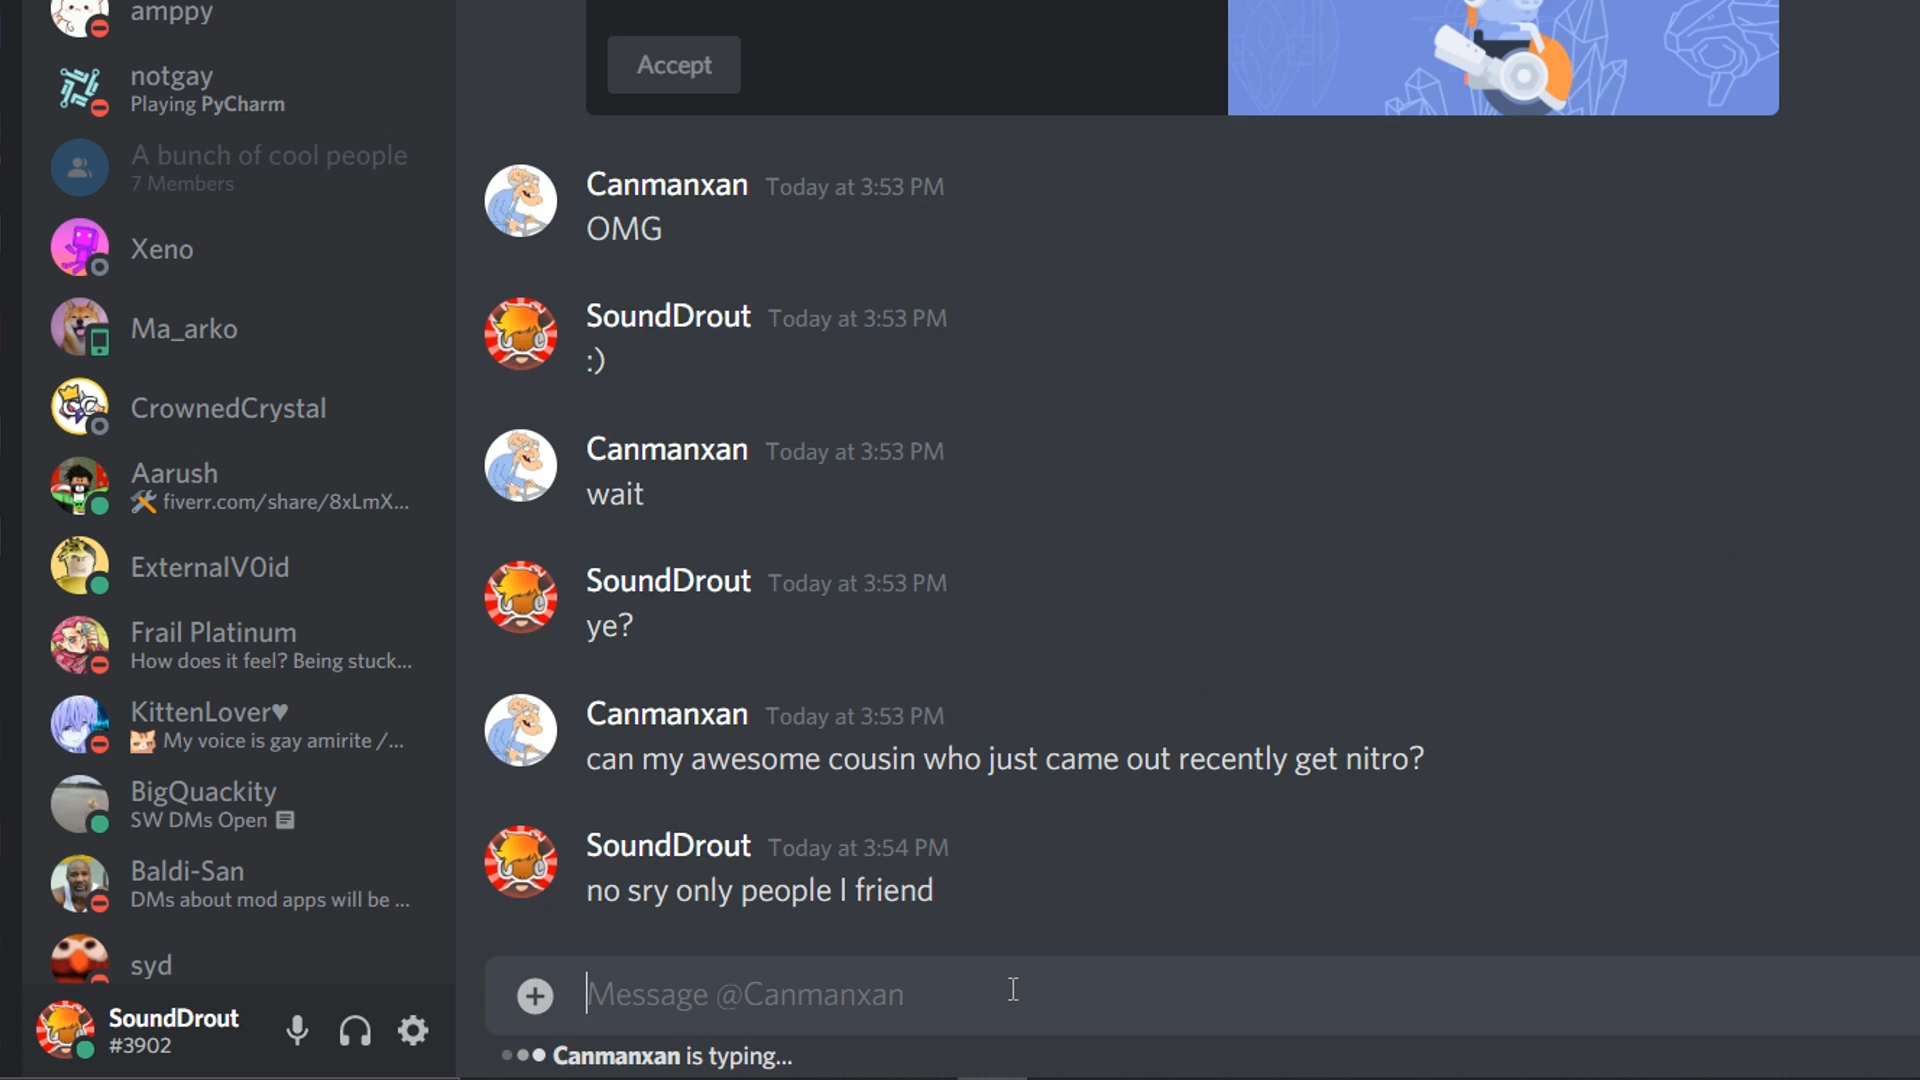 amppy
notgay
Playing PyCharm
A bunch of cool people
7 Members
Xeno
Ma_arko
CrownedCrystal
Aarush
fiverr.com/share/8xLmX...
ExternalV0id
Frail Platinum
How does it feel? Being stuck...
KittenLover♥
My voice is gay amirite /...
BigQuackity
SW DMs Open
Baldi-San
DMs about mod apps will be ...
syd
SoundDrout
#3902
Accept
Canmanxan Today at 3:53 PM
OMG
SoundDrout Today at 3:53 PM
:)
Canmanxan Today at 3:53 PM
wait
SoundDrout Today at 3:53 PM
ye?
Canmanxan Today at 3:53 PM
can my awesome cousin who just came out recently get nitro?
SoundDrout Today at 3:54 PM
no sry only people I friend
Message @Canmanxan
Canmanxan is typing...